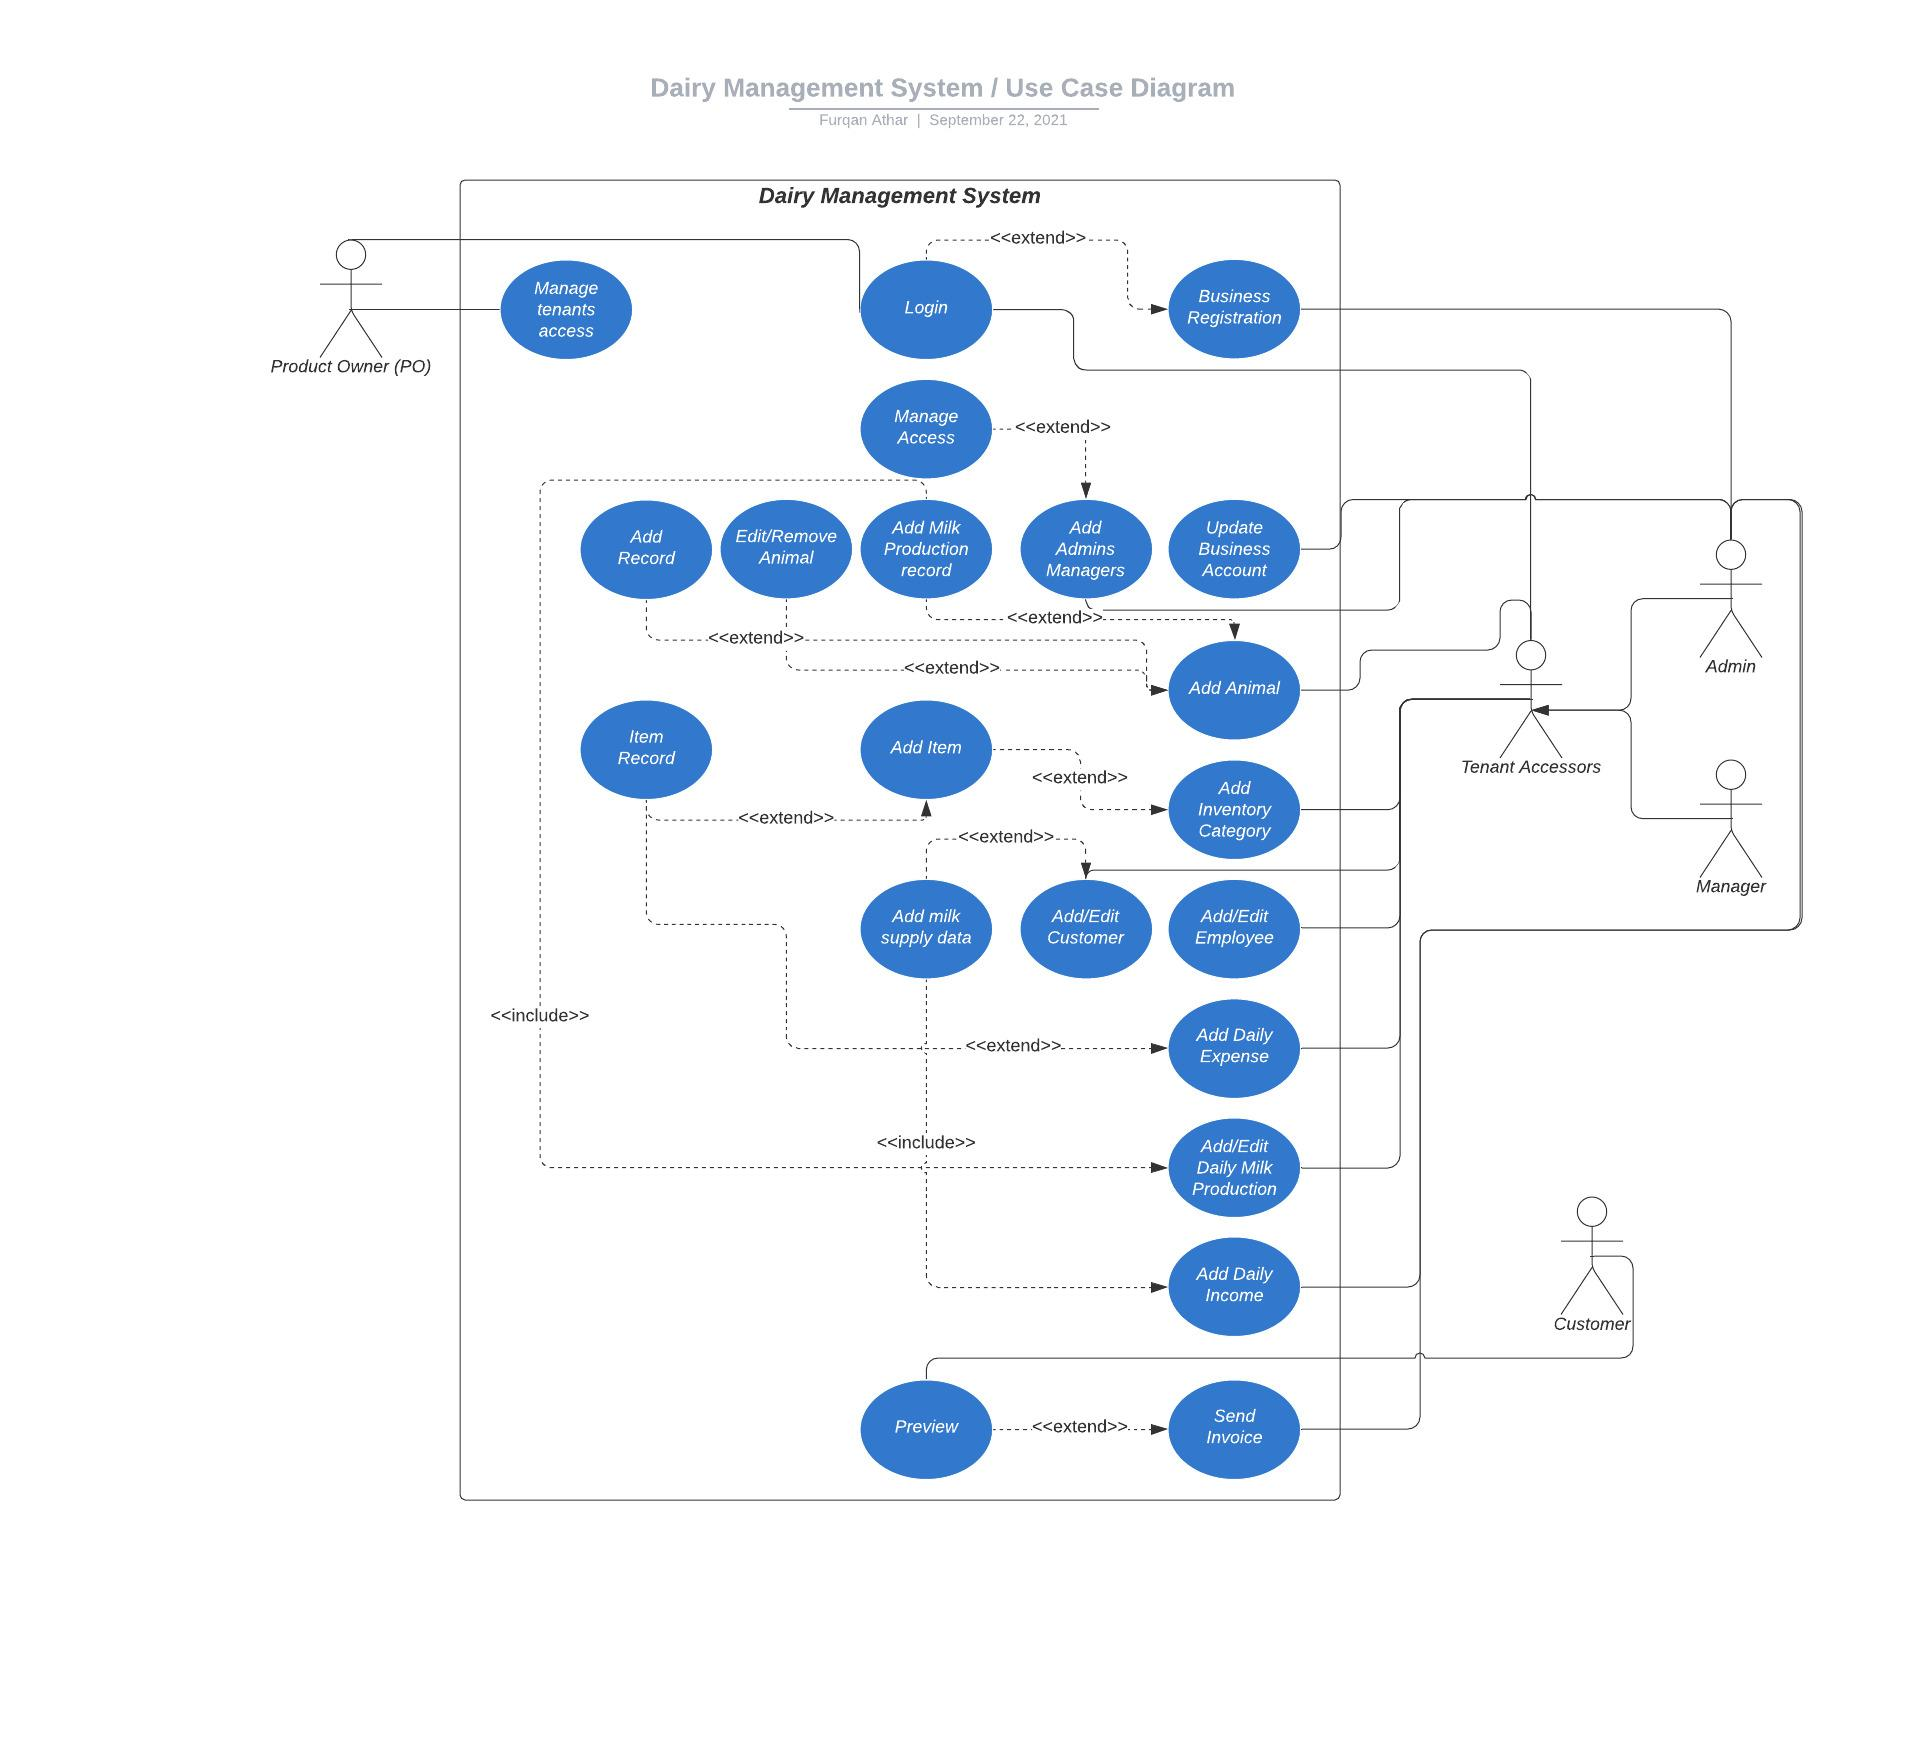 Dairy Management System / Use Case Diagram
Furqan Athar | September 22, 2021
Dairy Management System
<<extend>>
Manage
tenants
access
Login
Business
Registration
Product Owner (PO)
Manage
Access
<<extend>>
Add
Record
Edit/Remove
Animal
Add Milk
Production
record
Add
Admins
Managers
Update
Business
Account
<<extend>>
<<extend>>
<<extend>>
Add Animal
Admin
Item
Record
Add Item
<<extend>>
Tenant Accessors
Add
Inventory
Category
<<extend>>
<<extend>>
Manager
Add milk
supply data
Add/Edit
Customer
Add/Edit
Employee
<<include>>
<<extend>>
Add Daily
Expense
<<include>>
Add/Edit
Daily Milk
Production
Add Daily
Income
Customer
Preview
<<extend>>
Send
Invoice